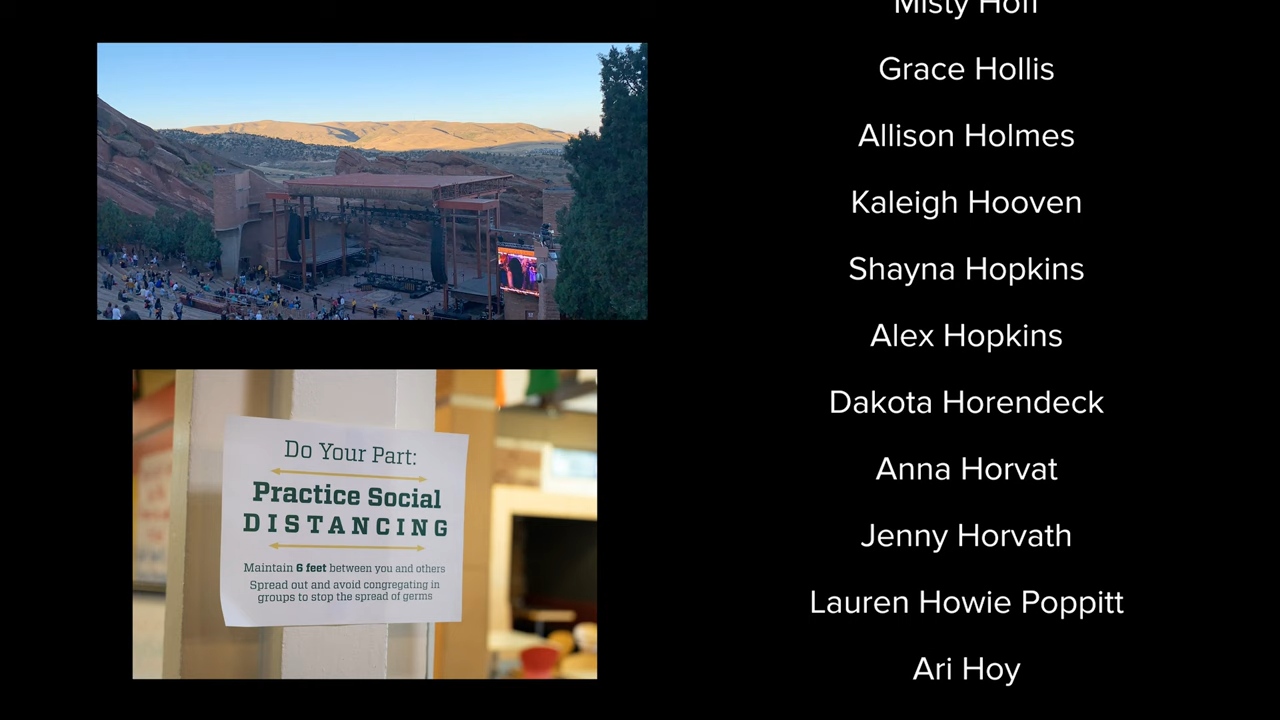 Misty Hoff
Grace Hollis
Allison Holmes
Kaleigh Hooven
Shayna Hopkins
Alex Hopkins
Dakota Horendeck
Anna Horvat
Jenny Horvath
Lauren Howie Poppitt
Ari Hoy
Do Your Part:
Practice Social
DISTANCING
Maintain 6 feet between you and others
Spread out and avoid congregating in
groups to stop the spread of germs